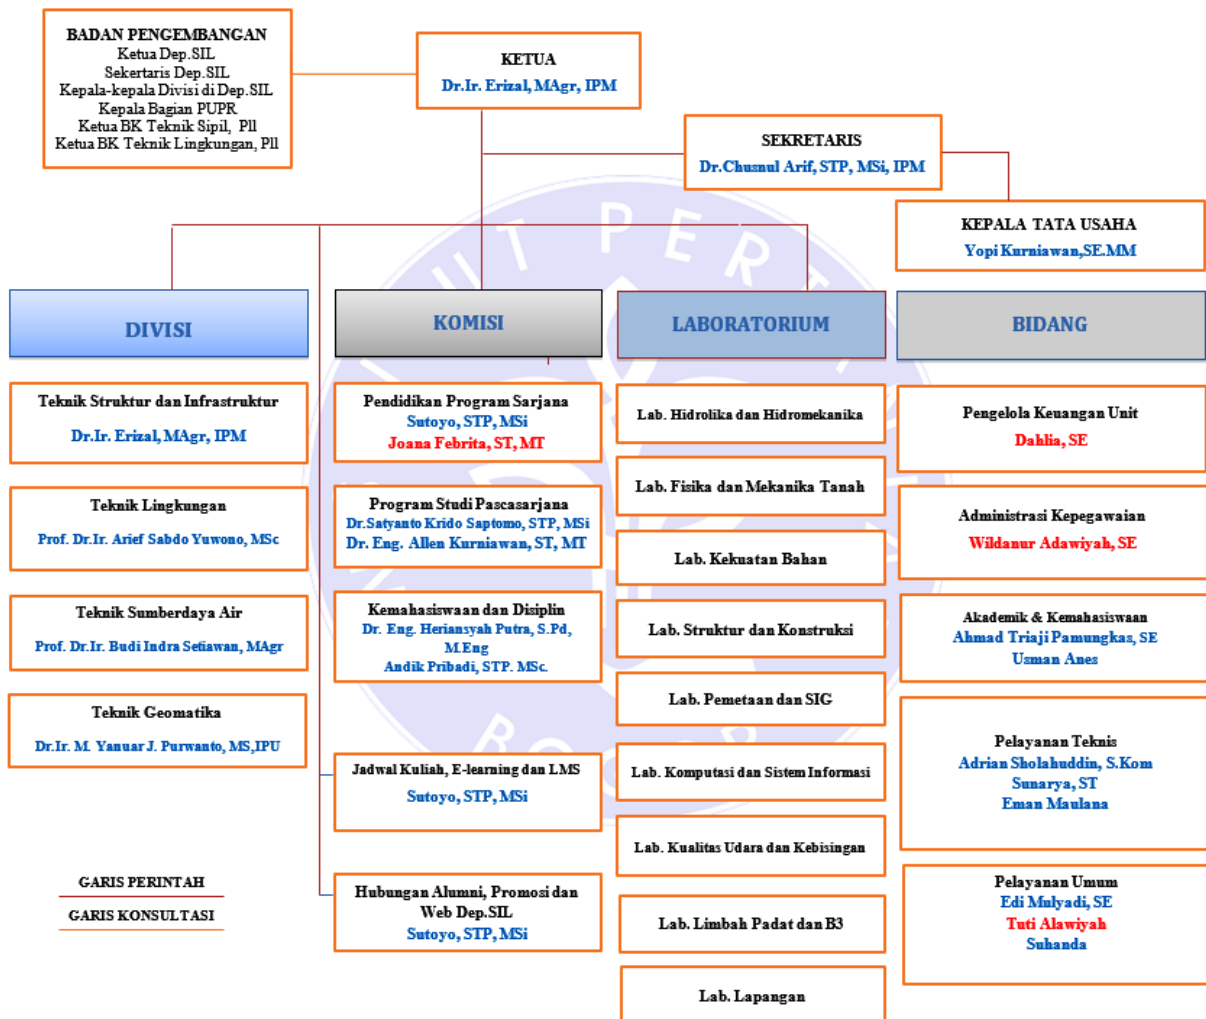 BADAN PENGEMBANGAN
Ketua Dep.SIL
Sekertaris Dep.SIL
Kepala-kepala Divisi di Dep.SIL
Kepala Bagian PUPR
Ketua BK Teknik Sipil, Pll
Ketua BK Teknik Lingkungan, Pll
KETUA
Dr.Ir. Erizal, MAgr, IPM
SEKRETARIS
Dr.Chusnul Arif, STP, MSi, IPM
KEPALA TATA USAHA
Yopi Kurniawan,SE.MM
DIVISI
Teknik Struktur dan Infrastruktur
Dr.Ir. Erizal, MAgr, IPM
Teknik Lingkungan
Prof. Dr.Ir. Arief Sabdo Yuwono, MSc
Teknik Sumberdaya Air
Prof. Dr.Ir. Budi Indra Setiawan, MAgr
Teknik Geomatika
Dr.Ir. M. Yanuar J. Purwanto, MS,IPU
KOMISI
Pendidikan Program Sarjana
Sutoyo, STP, MSi
Joana Febrita, ST, MT
Program Studi Pascasarjana
Dr.Satyanto Krido Saptomo, STP, MSi
Dr. Eng. Allen Kurniawan, ST, MT
Kemahasiswaan dan Disiplin
Dr. Eng. Heriansyah Putra, S.Pd,
M.Eng
Andik Pribadi, STP. MSc.
Jadwal Kuliah, E-learning dan LMS
Sutoyo, STP, MSi
Hubungan Alumni, Promosi dan
Web Dep.SIL
Sutoyo, STP, MSi
LABORATORIUM
Lab. Hidrolika dan Hidromekanika
Lab. Fisika dan Mekanika Tanah
Lab. Kekuatan Bahan
Lab. Struktur dan Konstruksi
Lab. Pemetaan dan SIG
Lab. Komputasi dan Sistem Informasi
Lab. Kualitas Udara dan Kebisingan
Lab. Limbah Padat dan B3
Lab. Lapangan
BIDANG
Pengelola Keuangan Unit
Dahlia, SE
Administrasi Kepegawaian
Wildanur Adawiyah, SE
Akademik & Kemahasiswaan
Ahmad Triaji Pamungkas, SE
Usman Anes
Pelayanan Teknis
Adrian Sholahuddin, S.Kom
Sunarya, ST
Eman Maulana
Pelayanan Umum
Edi Mulyadi, SE
Tuti Alawiyah
Suhanda
GARIS PERINTAH
GARIS KONSULTASI
BOGOR